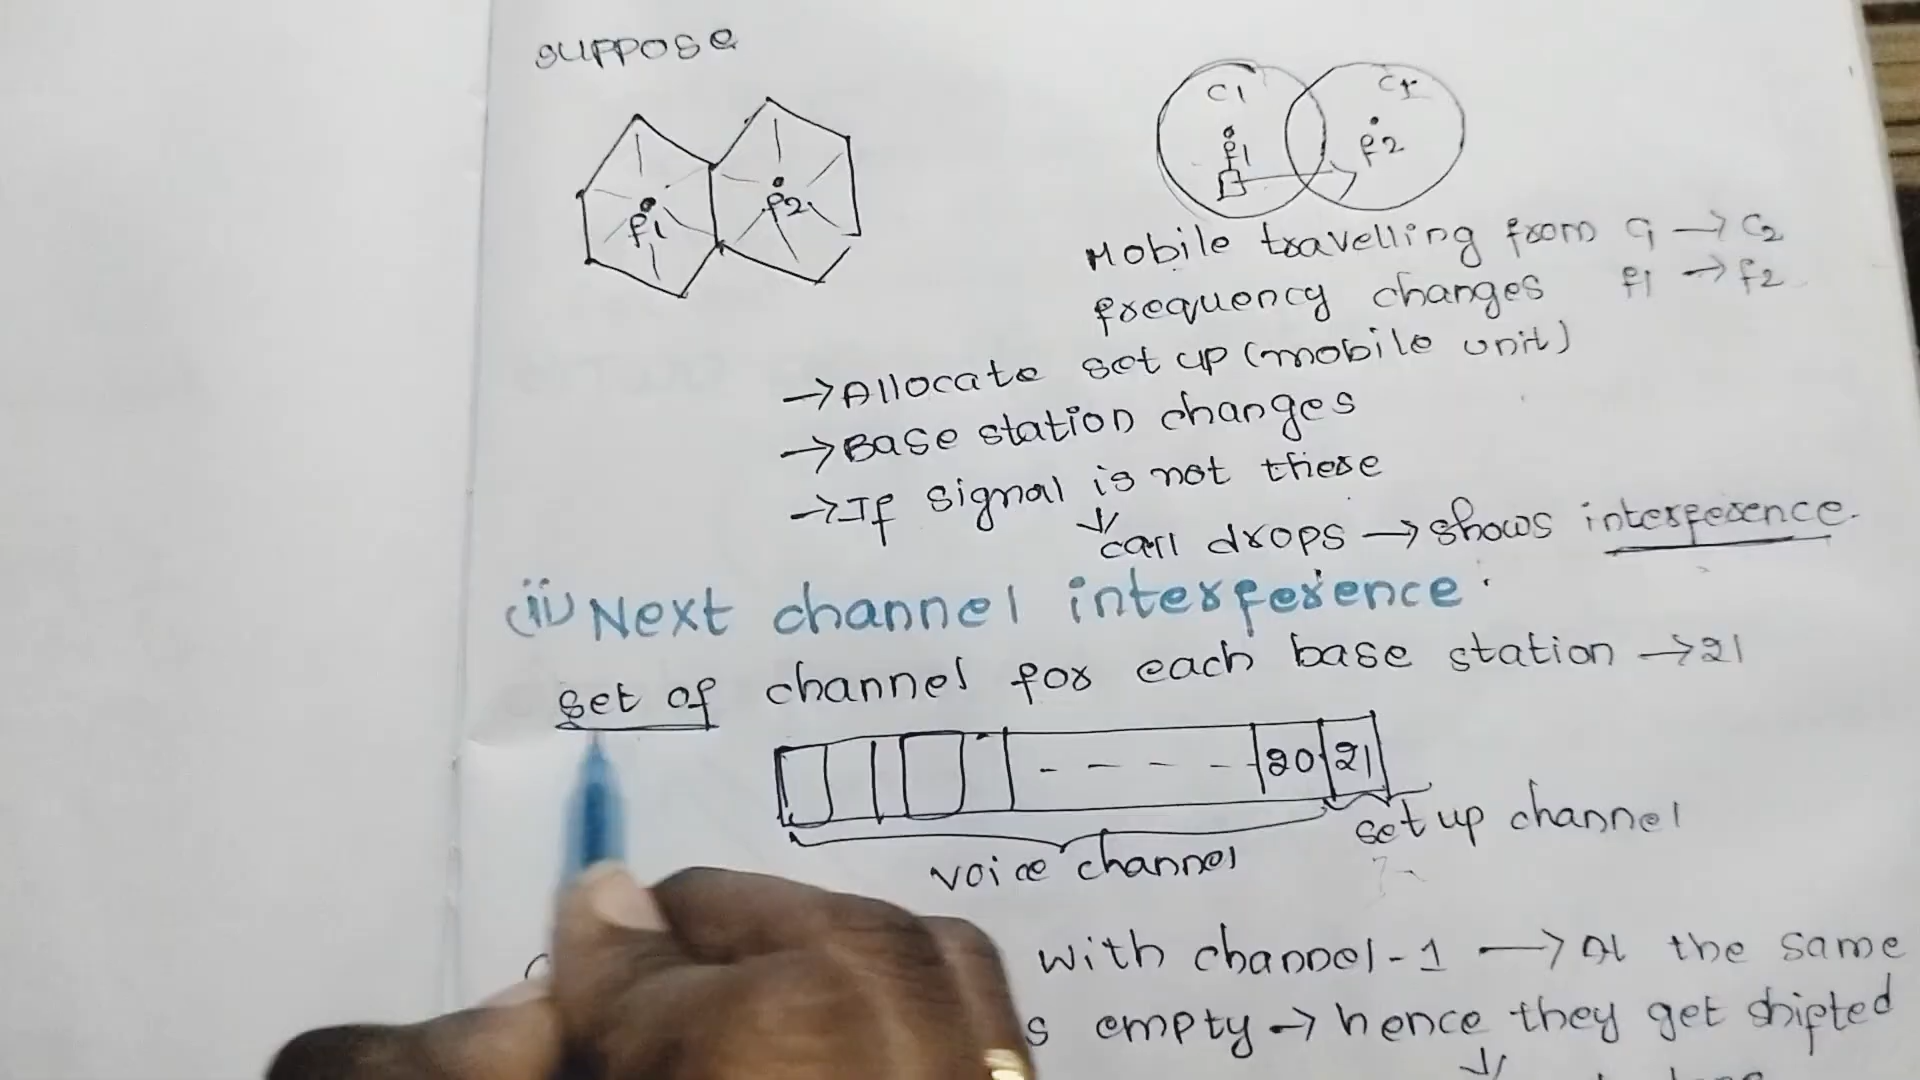 suppose
f1
f2
C1
C2
f1
f2
Mobile travelling from C1 → C2
frequency changes f1 → f2
→ Allocate set up (mobile unit)
→ Base station changes
→ If signal is not there
↓
call drops → shows interference.
(ii) Next channel interference.
set of channel for each base station → 21
- - - - 20 21
set up channel
voice channel
with channel-1 → At the same
s empty → hence they get shifted
↓